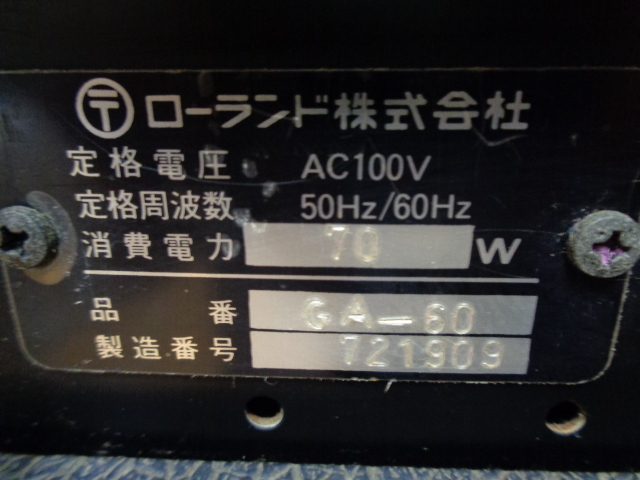 〒 ローランド株式会社
定格電圧 AC100V
定格周波数 50Hz/60Hz
消費電力 70 W
品番 GA-60
製造番号 721909